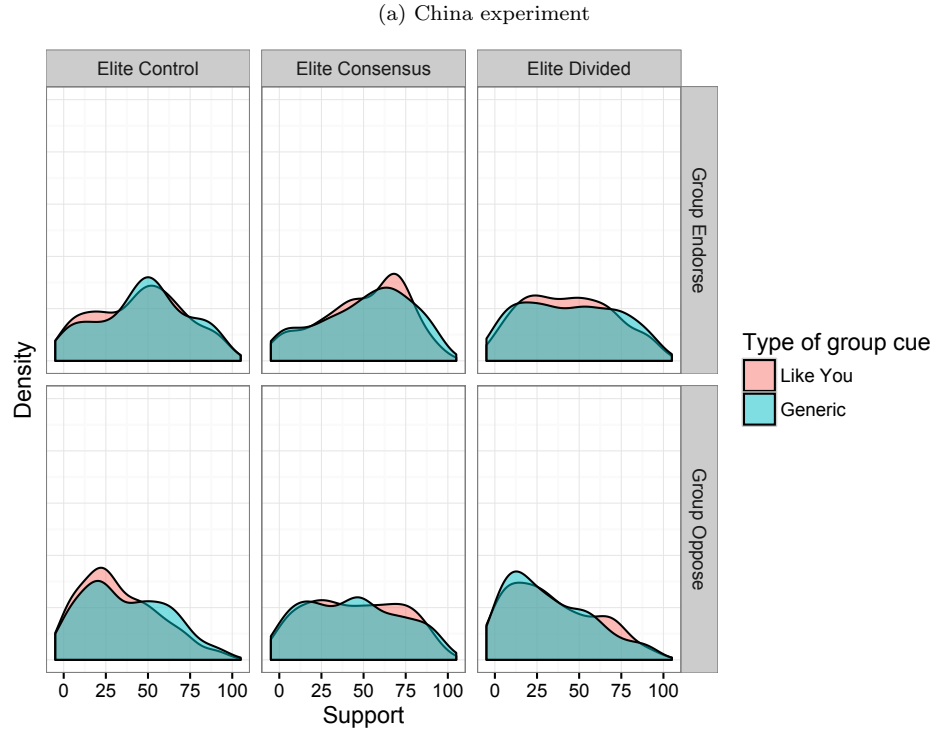 (a) China experiment
Elite Control
Elite Consensus
Elite Divided
Group Endorse
Group Oppose
Density
Type of group cue
Like You
Generic
0 25 50 75 100
0 25 50 75 100
0 25 50 75 100
Support